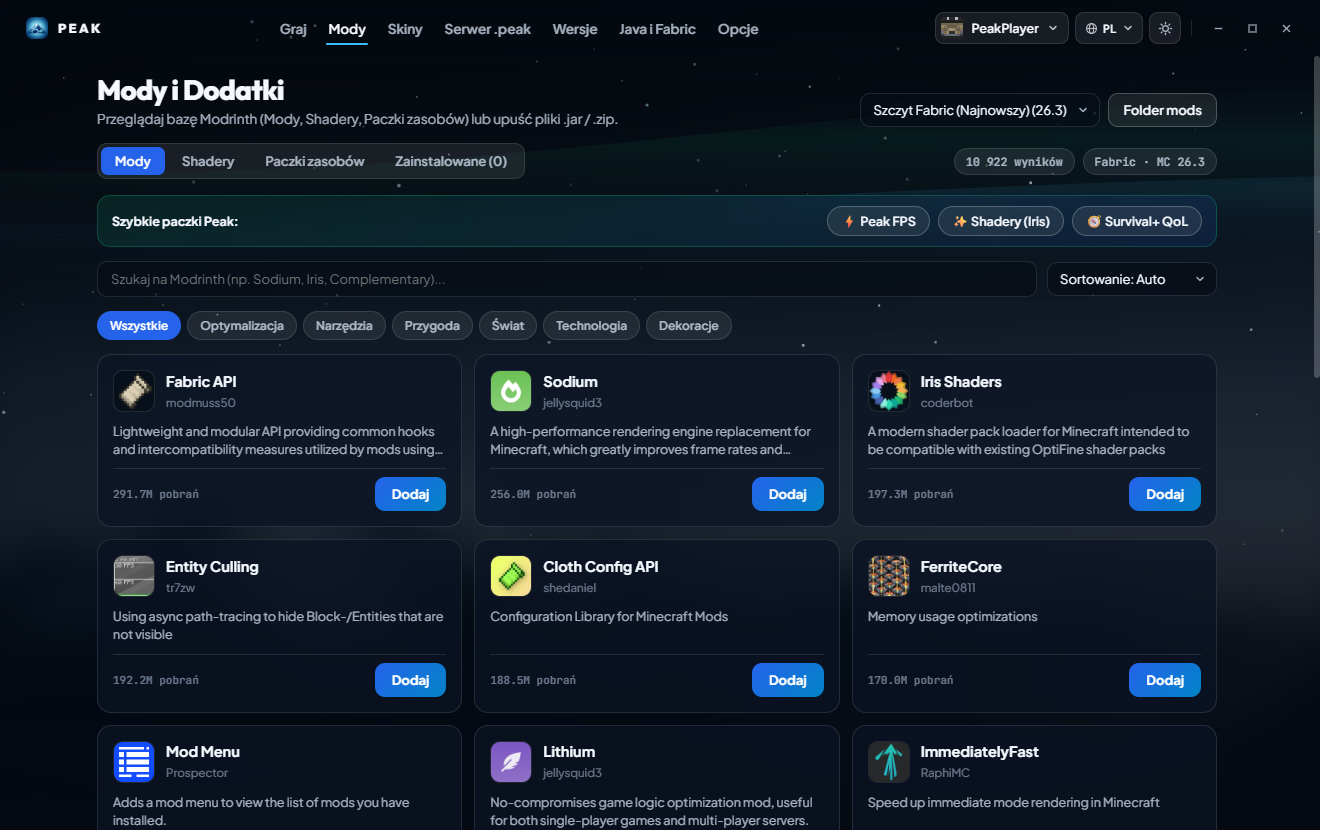 PEAK
Graj
Mody
Skiny
Serwer .peak
Wersje
Java i Fabric
Opcje
PeakPlayer
PL
Mody i Dodatki
Przeglądaj bazę Modrinth (Mody, Shadery, Paczki zasobów) lub upuść pliki .jar / .zip.
Szczyt Fabric (Najnowszy) (26.3)
Folder mods
Mody
Shadery
Paczki zasobów
Zainstalowane (0)
10 922 wyników
Fabric · MC 26.3
Szybkie paczki Peak:
Peak FPS
Shadery (Iris)
Survival+ QoL
Szukaj na Modrinth (np. Sodium, Iris, Complementary)...
Sortowanie: Auto
Wszystkie
Optymalizacja
Narzędzia
Przygoda
Świat
Technologia
Dekoracje
Fabric API
modmuss50
Lightweight and modular API providing common hooks
and intercompatibility measures utilized by mods using...
291.7M pobrań
Dodaj
Sodium
jellysquid3
A high-performance rendering engine replacement for
Minecraft, which greatly improves frame rates and...
256.0M pobrań
Dodaj
Iris Shaders
coderbot
A modern shader pack loader for Minecraft intended to
be compatible with existing OptiFine shader packs
197.3M pobrań
Dodaj
30 FPS
60 FPS
Entity Culling
tr7zw
Using async path-tracing to hide Block-/Entities that are
not visible
192.2M pobrań
Dodaj
Cloth Config API
shedaniel
Configuration Library for Minecraft Mods
188.5M pobrań
Dodaj
FerriteCore
malte0811
Memory usage optimizations
170.0M pobrań
Dodaj
Mod Menu
Prospector
Adds a mod menu to view the list of mods you have
installed.
Lithium
jellysquid3
No-compromises game logic optimization mod, useful
for both single-player games and multi-player servers.
ImmediatelyFast
RaphiMC
Speed up immediate mode rendering in Minecraft